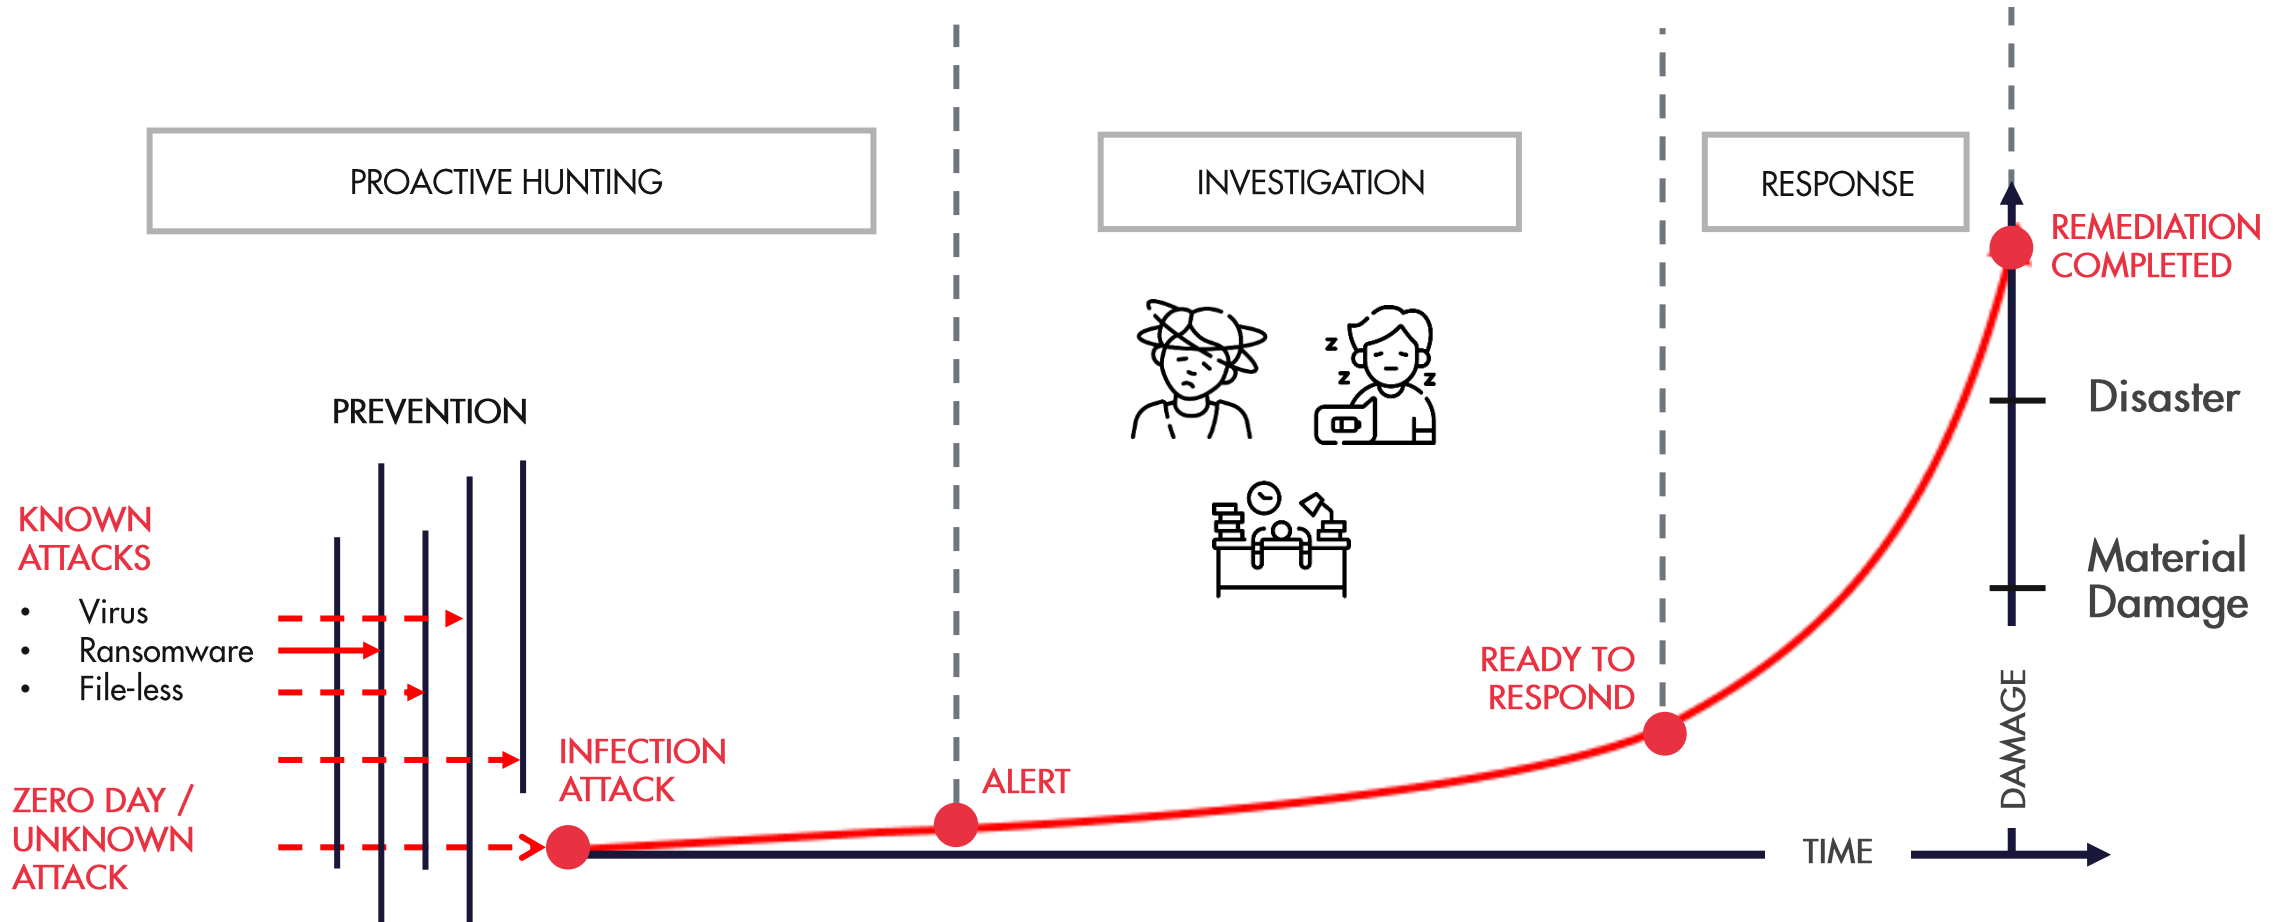 PROACTIVE HUNTING
INVESTIGATION
RESPONSE
REMEDIATION
COMPLETED
Disaster
Material
Damage
PREVENTION
KNOWN
ATTACKS
• Virus
• Ransomware
• File-less
ZERO DAY /
UNKNOWN
ATTACK
INFECTION
ATTACK
ALERT
z
z
z
READY TO
RESPOND
DAMAGE
TIME